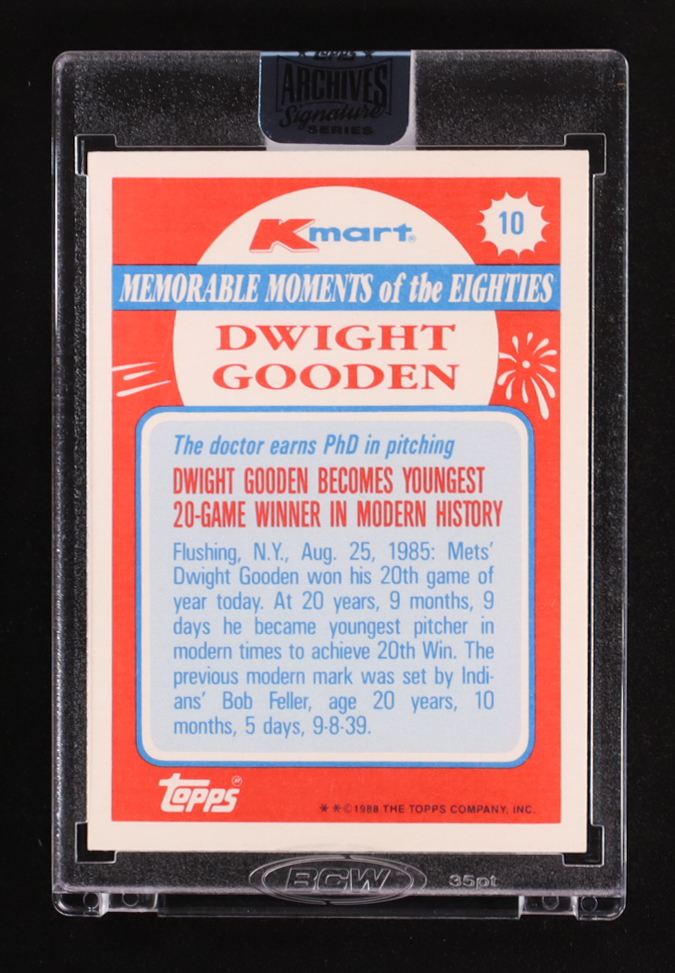 Topps
ARCHIVES
Signature
SERIES
Kmart®
10
MEMORABLE MOMENTS of the EIGHTIES
DWIGHT
GOODEN
The doctor earns PhD in pitching
DWIGHT GOODEN BECOMES YOUNGEST
20-GAME WINNER IN MODERN HISTORY
Flushing, N.Y., Aug. 25, 1985: Mets'
Dwight Gooden won his 20th game of
year today. At 20 years, 9 months, 9
days he became youngest pitcher in
modern times to achieve 20th Win. The
previous modern mark was set by Indi-
ans' Bob Feller, age 20 years, 10
months, 5 days, 9-8-39.
topps®
* * © 1988 THE TOPPS COMPANY, INC.
BCW 35pt